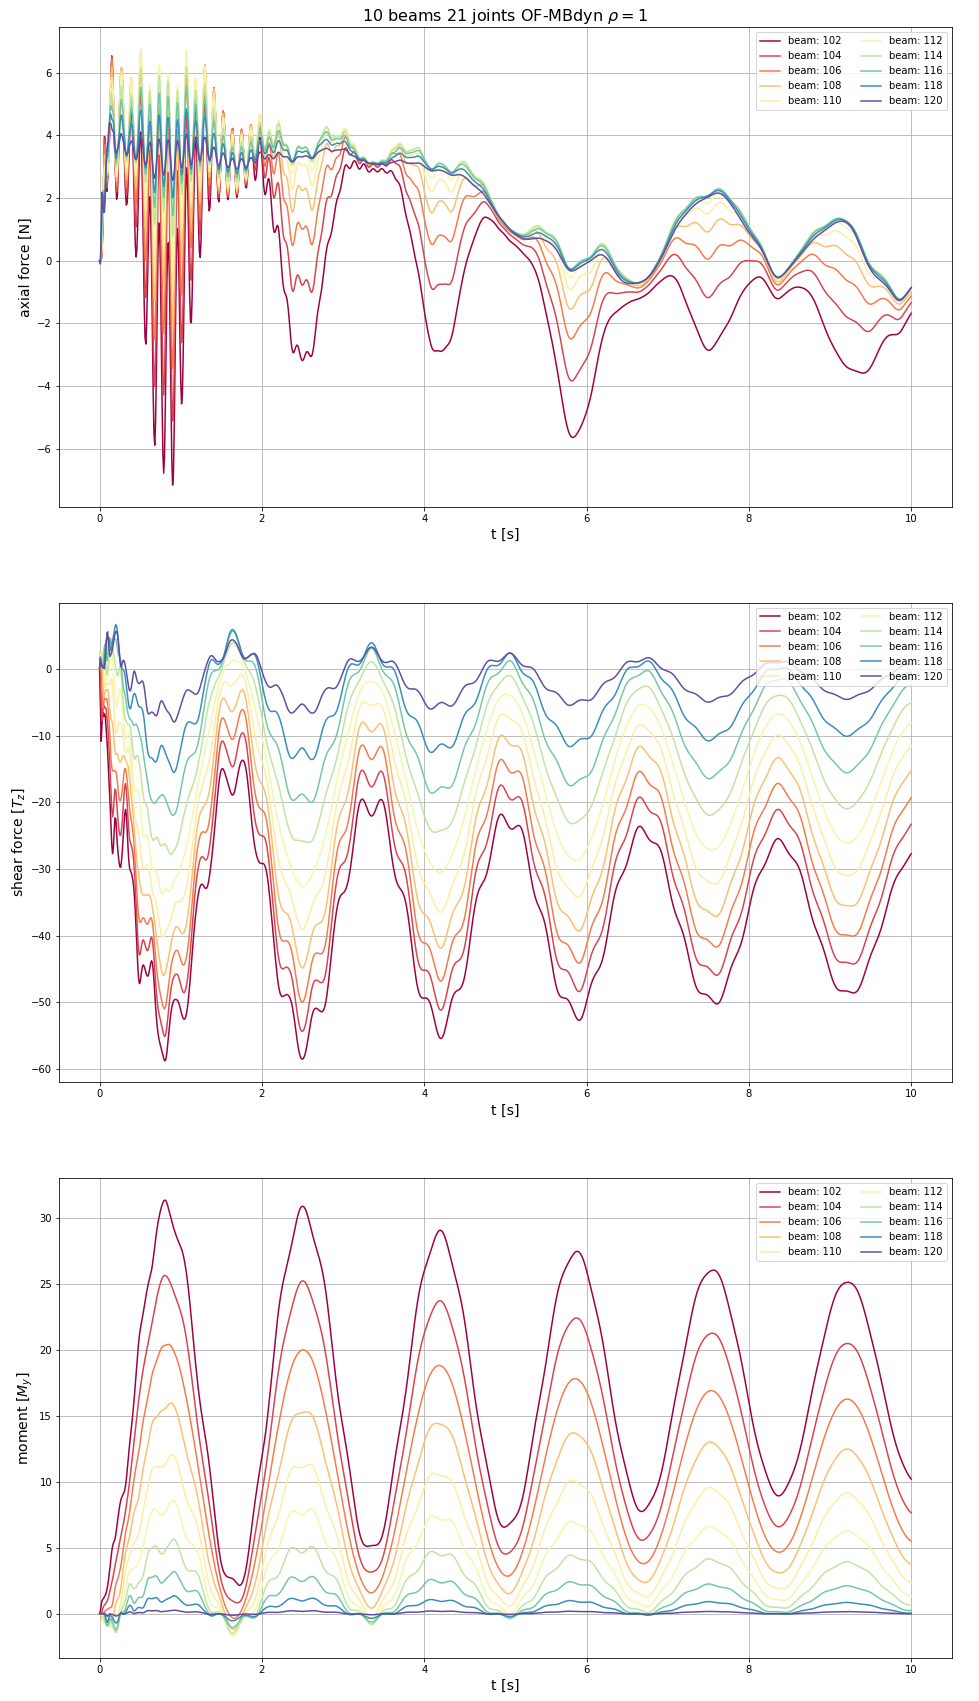 10 beams 21 joints OF-MBdyn ρ = 1
axial force [N]
6
4
2
0
−2
−4
−6
beam: 102
beam: 104
beam: 106
beam: 108
beam: 110
beam: 112
beam: 114
beam: 116
beam: 118
beam: 120
0 2 4 6 8 10
t [s]
shear force [T_z]
0
−10
−20
−30
−40
−50
−60
beam: 102
beam: 104
beam: 106
beam: 108
beam: 110
beam: 112
beam: 114
beam: 116
beam: 118
beam: 120
0 2 4 6 8 10
t [s]
moment [M_y]
30
25
20
15
10
5
0
beam: 102
beam: 104
beam: 106
beam: 108
beam: 110
beam: 112
beam: 114
beam: 116
beam: 118
beam: 120
0 2 4 6 8 10
t [s]